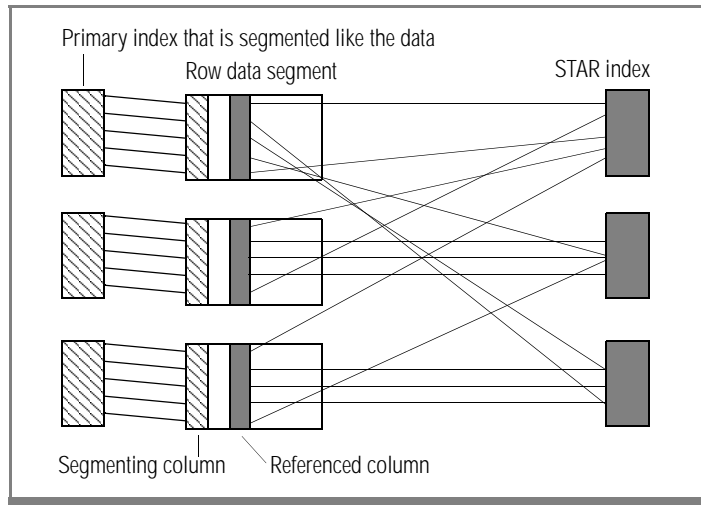 Primary index that is segmented like the data
Row data segment
STAR index
Segmenting column
Referenced column